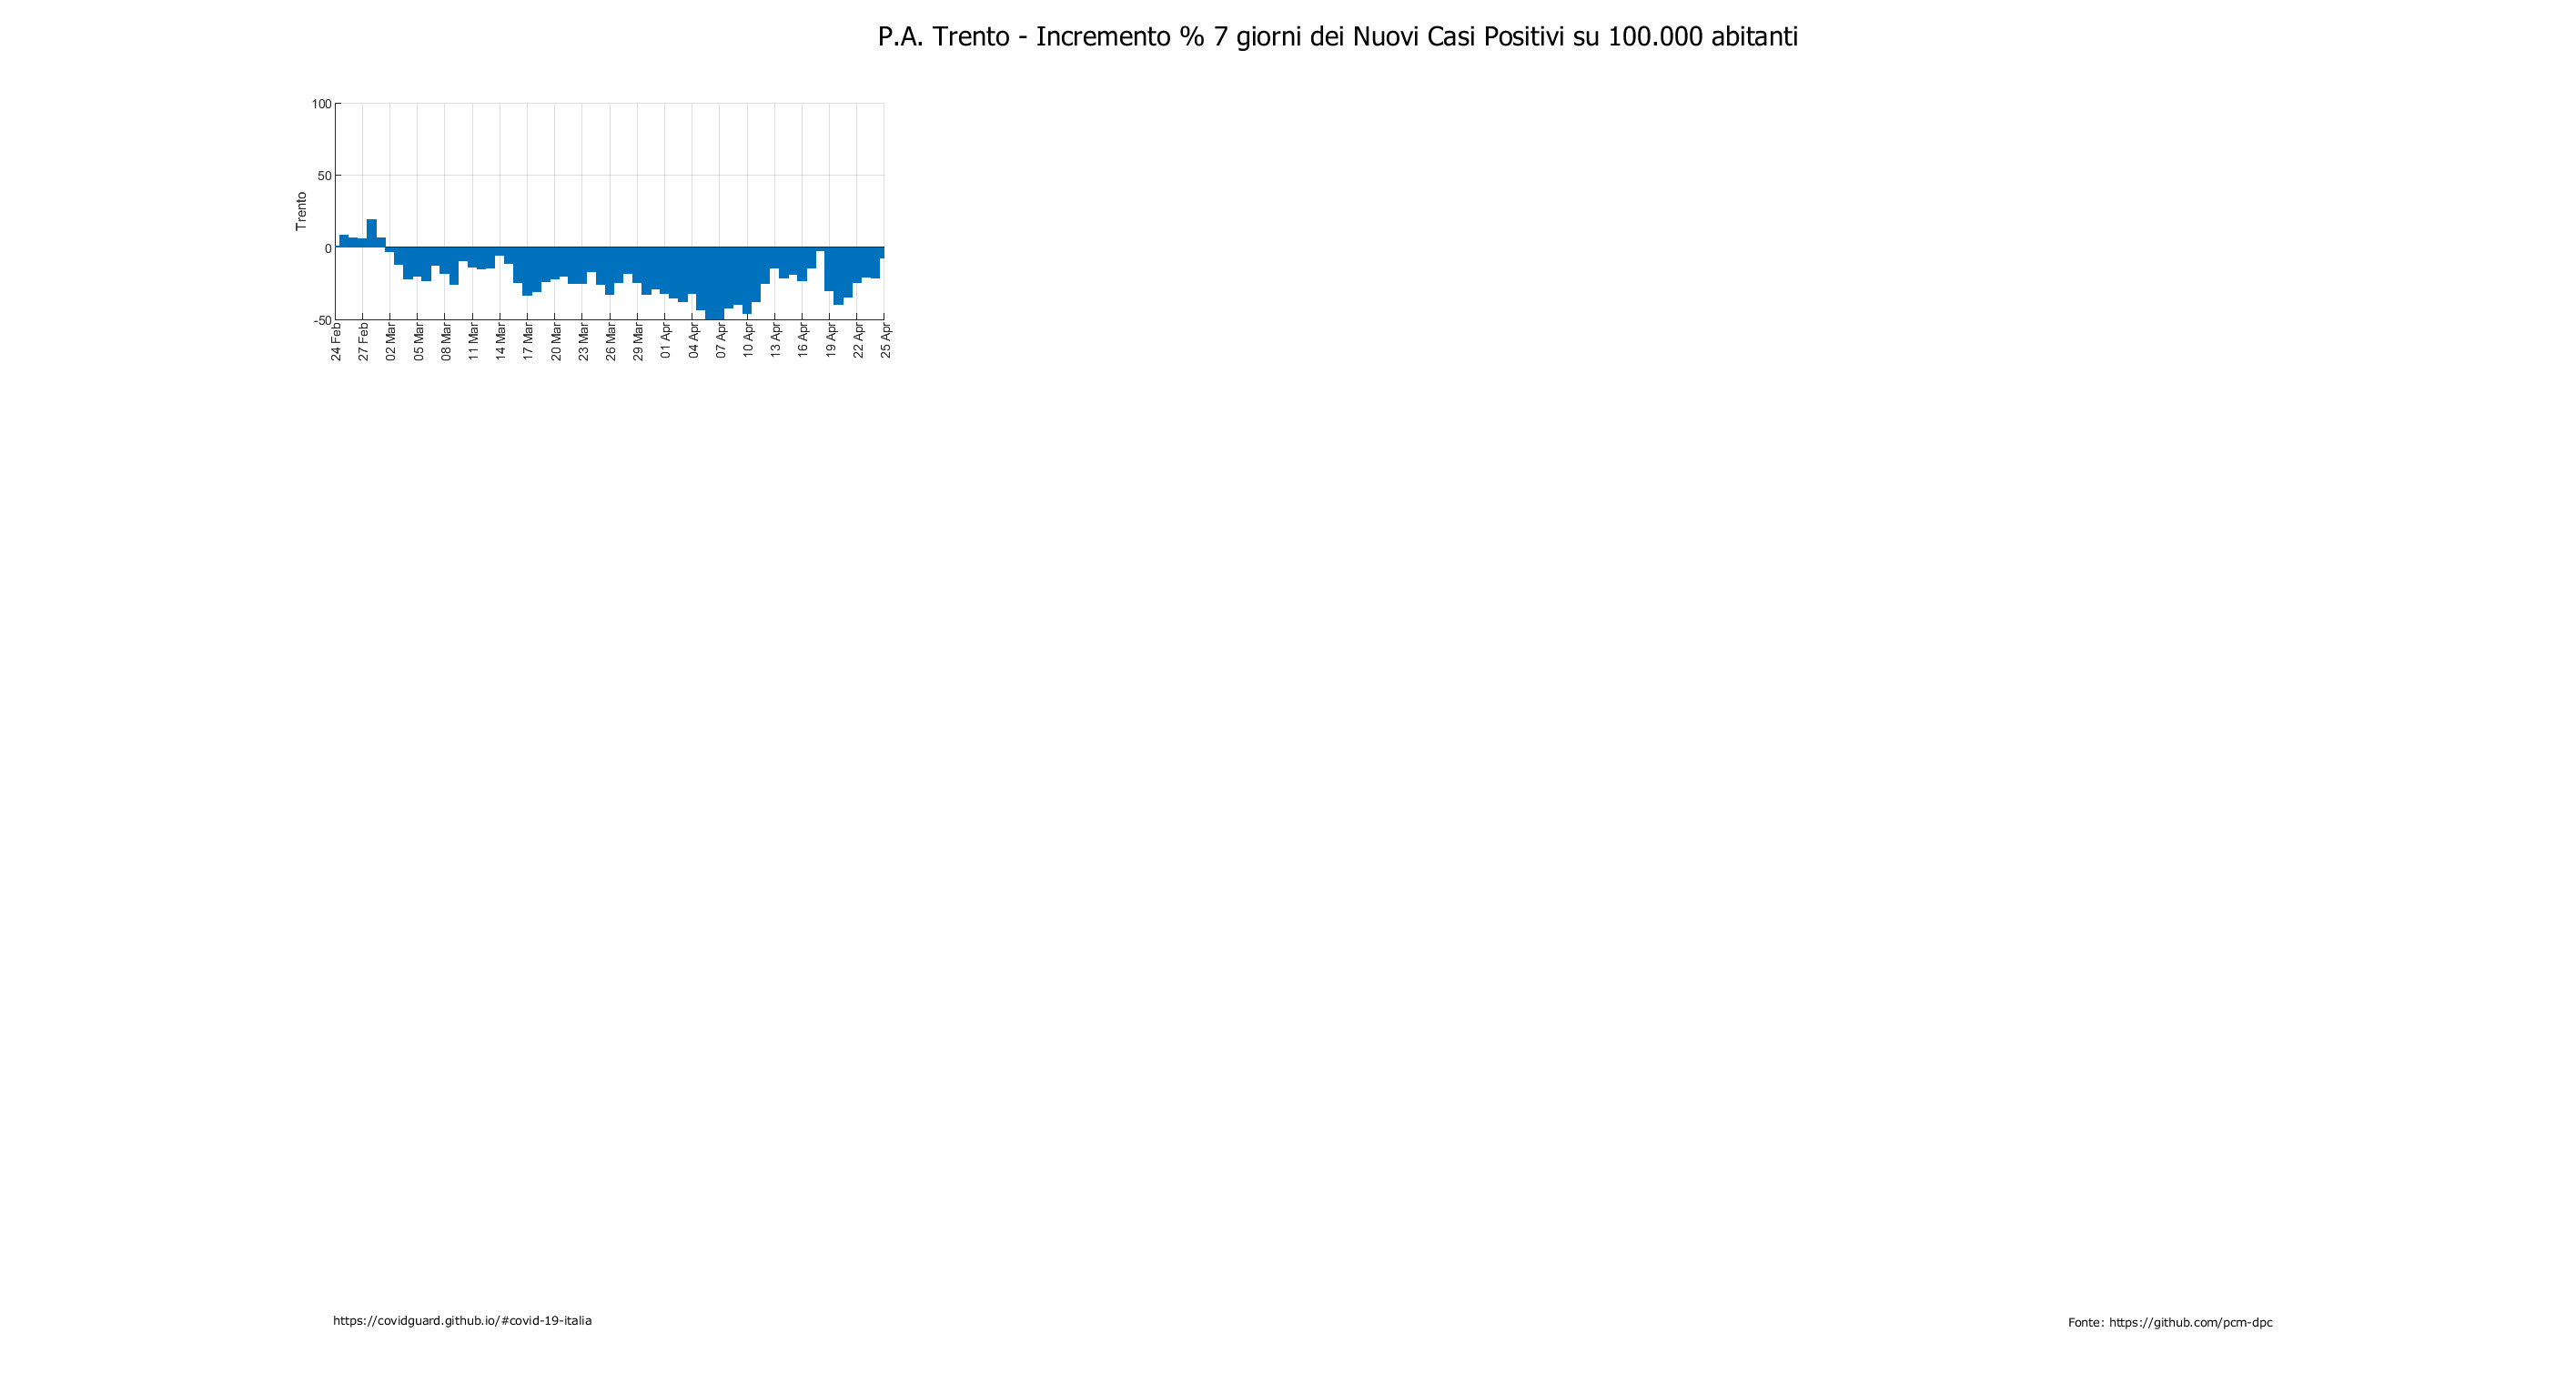 P.A. Trento - Incremento % 7 giorni dei Nuovi Casi Positivi su 100.000 abitanti
100
50
0
-50
Trento
24 Feb
27 Feb
02 Mar
05 Mar
08 Mar
11 Mar
14 Mar
17 Mar
20 Mar
23 Mar
26 Mar
29 Mar
01 Apr
04 Apr
07 Apr
10 Apr
13 Apr
16 Apr
19 Apr
22 Apr
25 Apr
https://covidguard.github.io/#covid-19-italia
Fonte: https://github.com/pcm-dpc